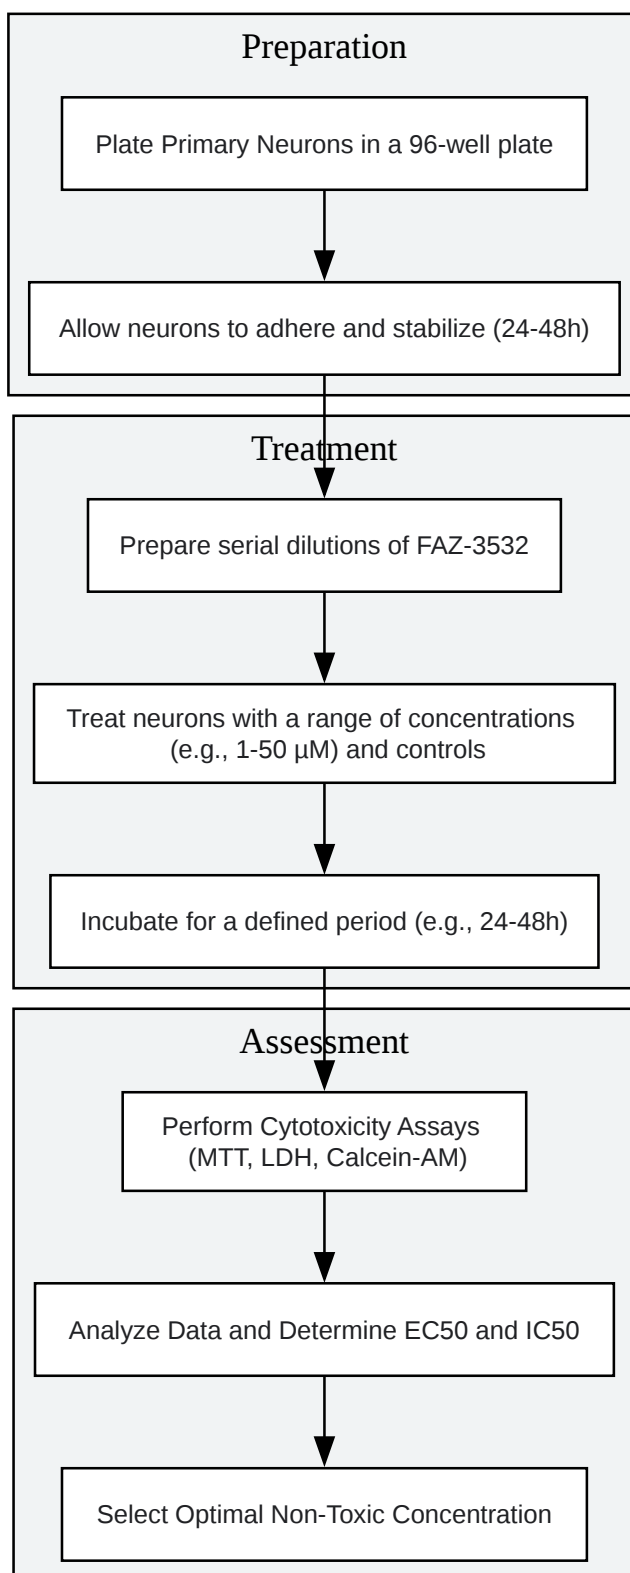 Preparation
Plate Primary Neurons in a 96-well plate
Allow neurons to adhere and stabilize (24-48h)
Treatment
Prepare serial dilutions of FAZ-3532
Treat neurons with a range of concentrations
(e.g., 1-50 µM) and controls
Incubate for a defined period (e.g., 24-48h)
Assessment
Perform Cytotoxicity Assays
(MTT, LDH, Calcein-AM)
Analyze Data and Determine EC50 and IC50
Select Optimal Non-Toxic Concentration